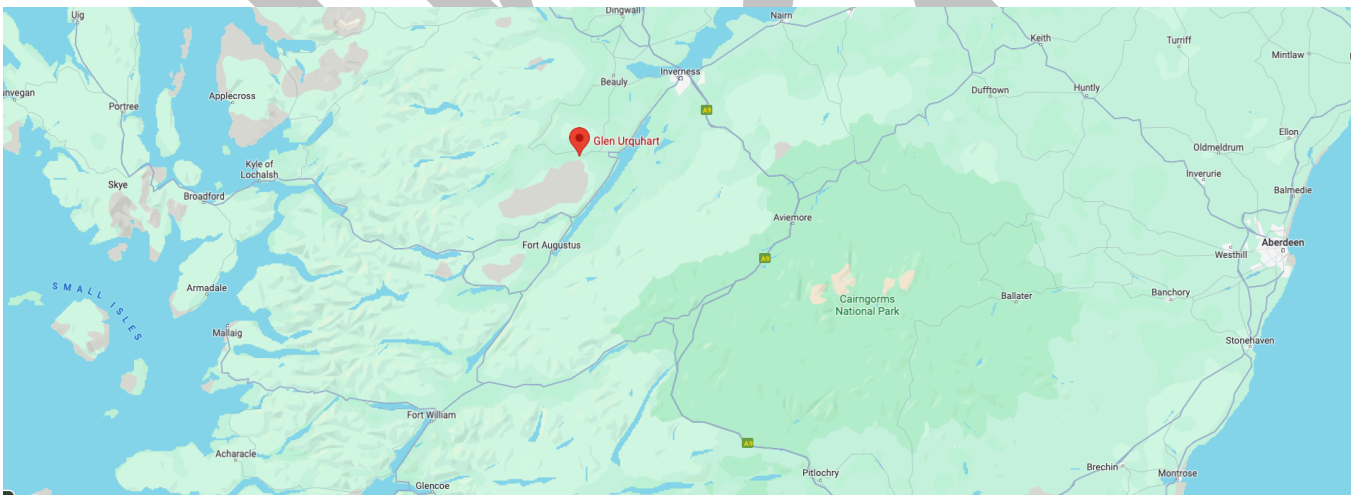 Uig
Dingwall
Nairn
Keith
Turriff
Mintlaw
Inverness
Beauly
Applecross
Dufftown
Huntly
unvegan
Portree
A9
Glen Urquhart
Ellon
Oldmeldrum
Kyle of
Lochalsh
Inverurie
Skye
Broadford
Balmedie
Aviemore
Fort Augustus
Aberdeen
Westhill
A9
SMALL ISLES
Armadale
Cairngorms
National Park
Ballater
Banchory
Mallaig
Stonehaven
Fort William
A9
Acharacle
Brechin
Montrose
Pitlochry
Glencoe